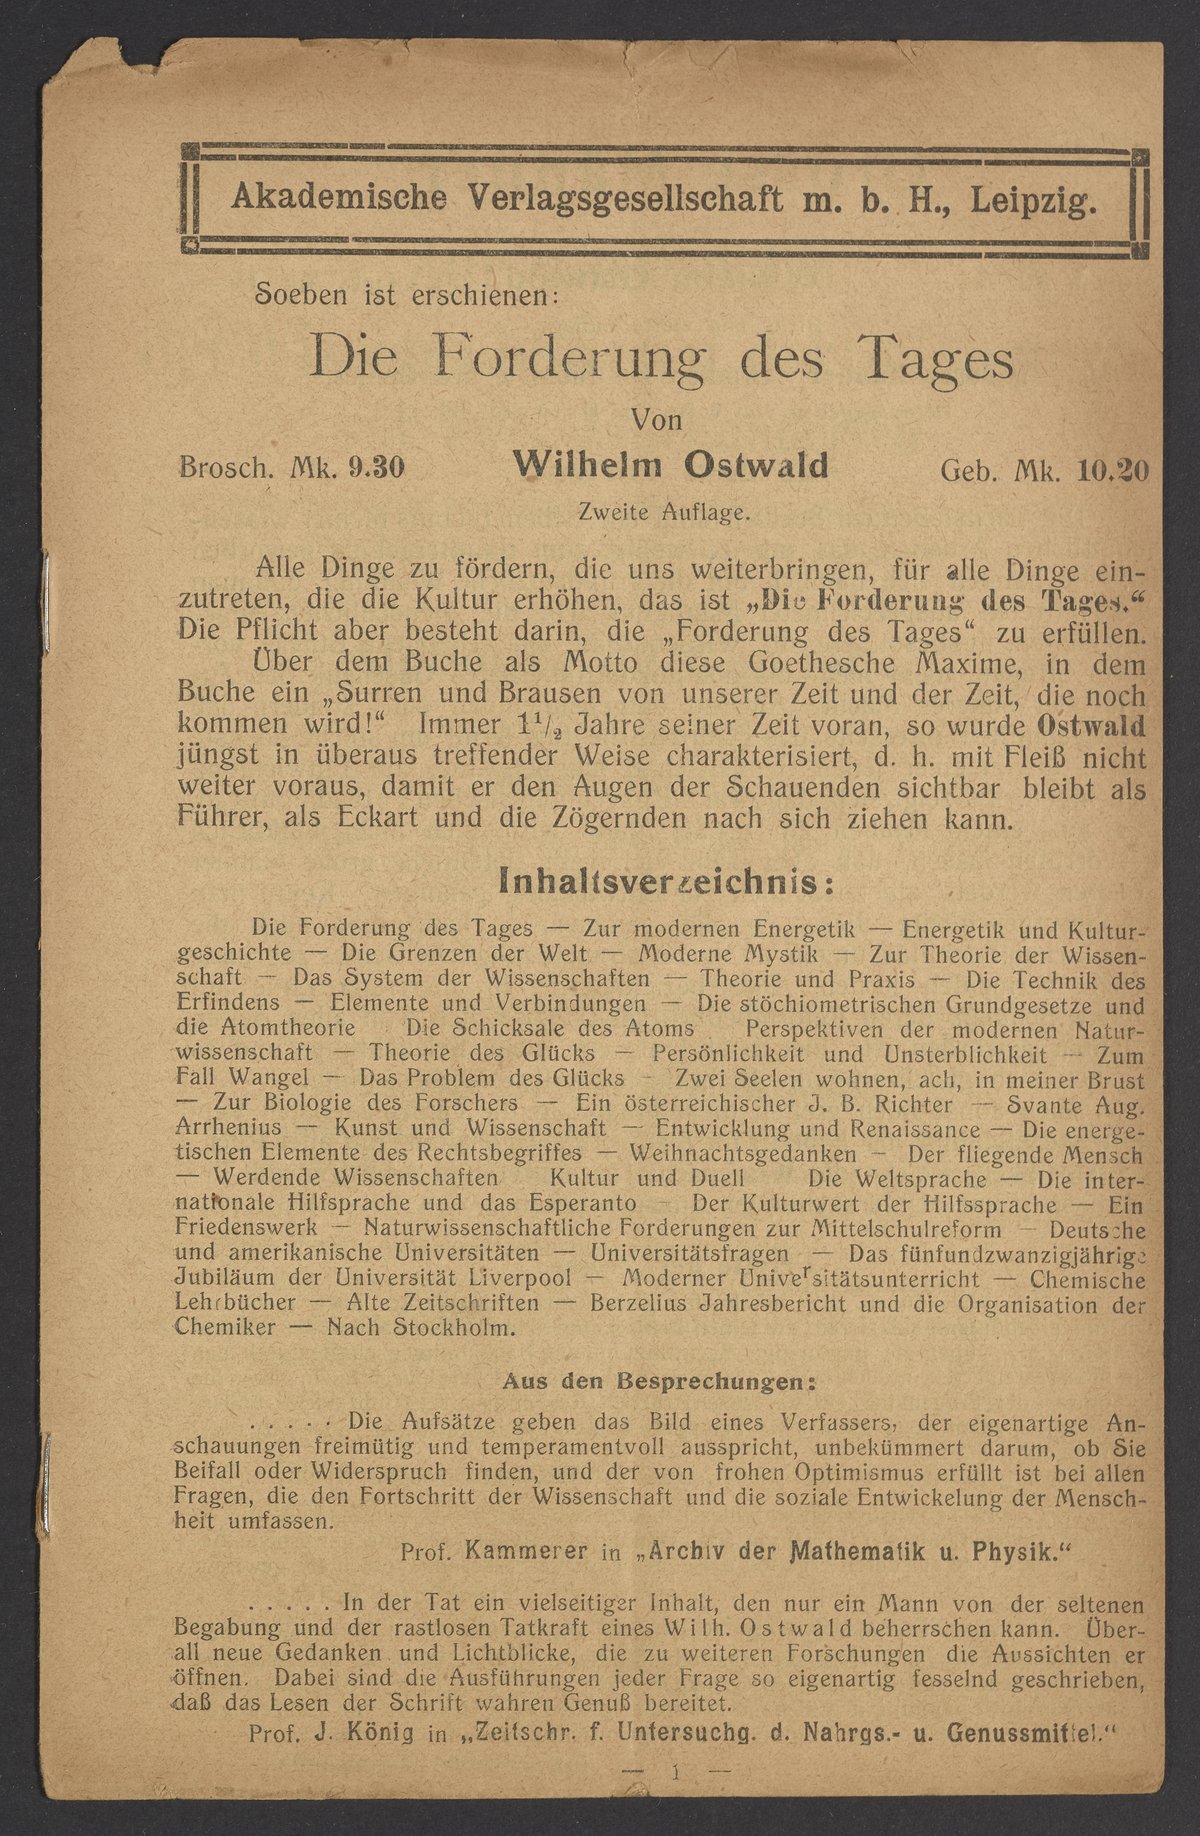 Akademische Verlagsgesellschaft m. b. H., Leipzig.
Soeben ist erschienen:
Die Forderung des Tages
Von
Brosch. Mk. 9.30 Wilhelm Ostwald Geb. Mk. 10.20
Zweite Auflage.
Alle Dinge zu fördern, die uns weiterbringen, für alle Dinge ein-
zutreten, die die Kultur erhöhen, das ist „Die Forderung des Tages.“
Die Pflicht aber besteht darin, die „Forderung des Tages“ zu erfüllen.
Über dem Buche als Motto diese Goethesche Maxime, in dem
Buche ein „Surren und Brausen von unserer Zeit und der Zeit, die noch
kommen wird!“ Immer 1½ Jahre seiner Zeit voran, so wurde Ostwald
jüngst in überaus treffender Weise charakterisiert, d. h. mit Fleiß nicht
weiter voraus, damit er den Augen der Schauenden sichtbar bleibt als
Führer, als Eckart und die Zögernden nach sich ziehen kann.
Inhaltsverzeichnis:
Die Forderung des Tages — Zur modernen Energetik — Energetik und Kultur-
geschichte — Die Grenzen der Welt — Moderne Mystik — Zur Theorie der Wissen-
schaft — Das System der Wissenschaften — Theorie und Praxis — Die Technik des
Erfindens — Elemente und Verbindungen — Die stöchiometrischen Grundgesetze und
die Atomtheorie Die Schicksale des Atoms Perspektiven der modernen Natur-
wissenschaft — Theorie des Glücks — Persönlichkeit und Unsterblichkeit — Zum
Fall Wangel — Das Problem des Glücks — Zwei Seelen wohnen, ach, in meiner Brust
— Zur Biologie des Forschers — Ein österreichischer J. B. Richter — Svante Aug.
Arrhenius — Kunst und Wissenschaft — Entwicklung und Renaissance — Die energe-
tischen Elemente des Rechtsbegriffes — Weihnachtsgedanken — Der fliegende Mensch
— Werdende Wissenschaften Kultur und Duell Die Weltsprache — Die inter-
nationale Hilfsprache und das Esperanto — Der Kulturwert der Hilfssprache — Ein
Friedenswerk — Naturwissenschaftliche Forderungen zur Mittelschulreform — Deutsche
und amerikanische Universitäten — Universitätsfragen — Das fünfundzwanzigjährige
Jubiläum der Universität Liverpool — Moderner Universitätsunterricht — Chemische
Lehrbücher — Alte Zeitschriften — Berzelius Jahresbericht und die Organisation der
Chemiker — Nach Stockholm.
Aus den Besprechungen:
. . . . . Die Aufsätze geben das Bild eines Verfassers, der eigenartige An-
schauungen freimütig und temperamentvoll ausspricht, unbekümmert darum, ob Sie
Beifall oder Widerspruch finden, und der von frohen Optimismus erfüllt ist bei allen
Fragen, die den Fortschritt der Wissenschaft und die soziale Entwickelung der Mensch-
heit umfassen.
Prof. Kammerer in „Archiv der Mathematik u. Physik.“
. . . . . In der Tat ein vielseitiger Inhalt, den nur ein Mann von der seltenen
Begabung und der rastlosen Tatkraft eines Wilh. Ostwald beherrschen kann. Über-
all neue Gedanken und Lichtblicke, die zu weiteren Forschungen die Aussichten er
öffnen. Dabei sind die Ausführungen jeder Frage so eigenartig fesselnd geschrieben,
daß das Lesen der Schrift wahren Genuß bereitet.
Prof. J. König in „Zeitschr. f. Untersuchg. d. Nahrgs.- u. Genussmittel.“
— 1 —